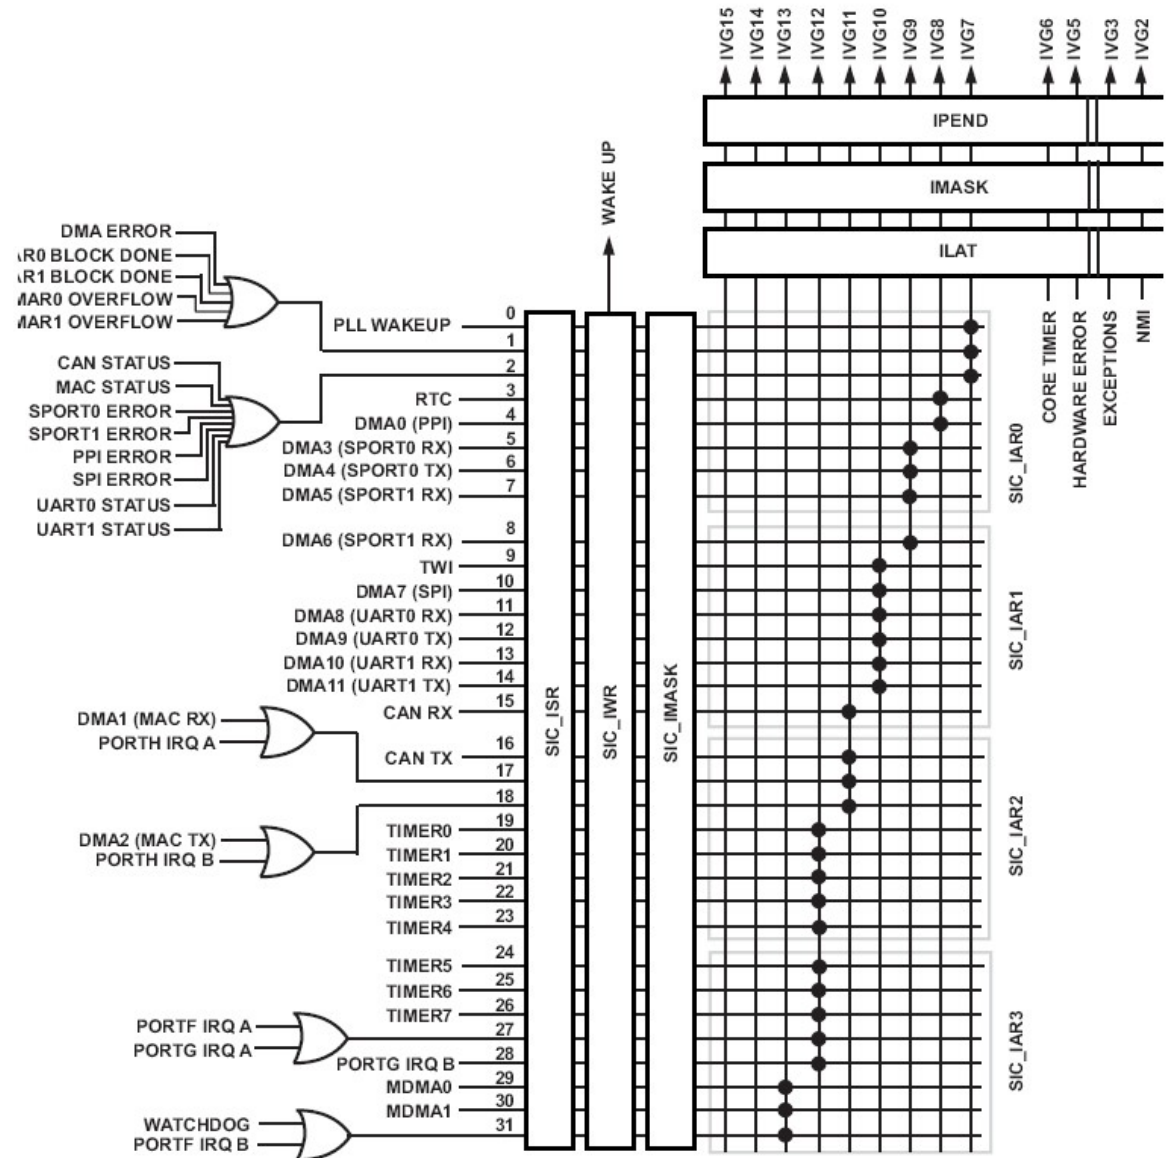 IVG15
IVG14
IVG13
IVG12
IVG11
IVG10
IVG9
IVG8
IVG7
IVG6
IVG5
IVG3
IVG2
IPEND
IMASK
ILAT
WAKE UP
CORE TIMER
HARDWARE ERROR
EXCEPTIONS
NMI
DMA ERROR
AR0 BLOCK DONE
AR1 BLOCK DONE
MAR0 OVERFLOW
MAR1 OVERFLOW
CAN STATUS
MAC STATUS
SPORT0 ERROR
SPORT1 ERROR
PPI ERROR
SPI ERROR
UART0 STATUS
UART1 STATUS
PLL WAKEUP 0
1
2
RTC 3
DMA0 (PPI) 4
DMA3 (SPORT0 RX) 5
DMA4 (SPORT0 TX) 6
DMA5 (SPORT1 RX) 7
SIC_IAR0
DMA6 (SPORT1 RX) 8
TWI 9
DMA7 (SPI) 10
DMA8 (UART0 RX) 11
DMA9 (UART0 TX) 12
DMA10 (UART1 RX) 13
DMA11 (UART1 TX) 14
CAN RX 15
SIC_IAR1
SIC_ISR
SIC_IWR
SIC_IMASK
DMA1 (MAC RX)
PORTH IRQ A
CAN TX 16
17
18
DMA2 (MAC TX)
PORTH IRQ B
TIMER0 19
TIMER1 20
TIMER2 21
TIMER3 22
TIMER4 23
SIC_IAR2
TIMER5 24
TIMER6 25
TIMER7 26
PORTF IRQ A
PORTG IRQ A
27
PORTG IRQ B 28
MDMA0 29
MDMA1 30
WATCHDOG
PORTF IRQ B
31
SIC_IAR3